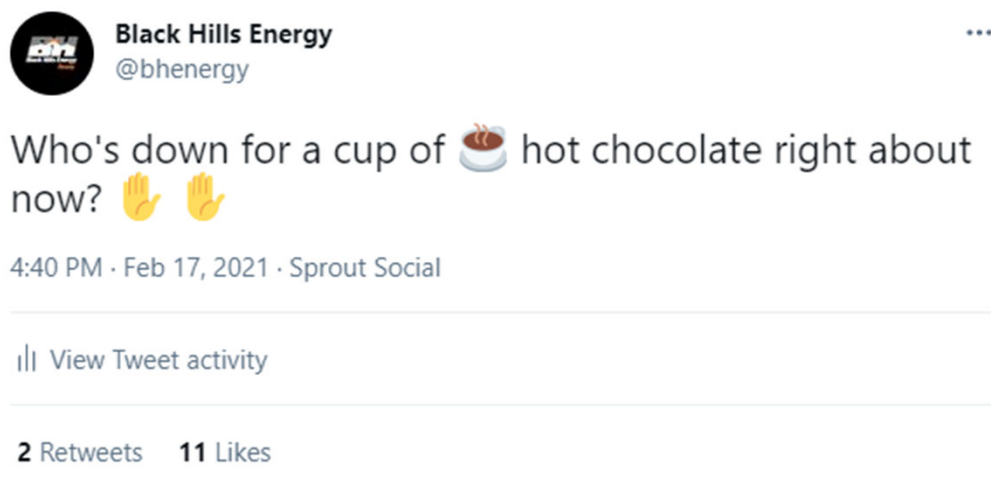 Black Hills Energy
@bhenergy
Who's down for a cup of ☕ hot chocolate right about
now? ✋ ✋
4:40 PM · Feb 17, 2021 · Sprout Social
View Tweet activity
2 Retweets 11 Likes